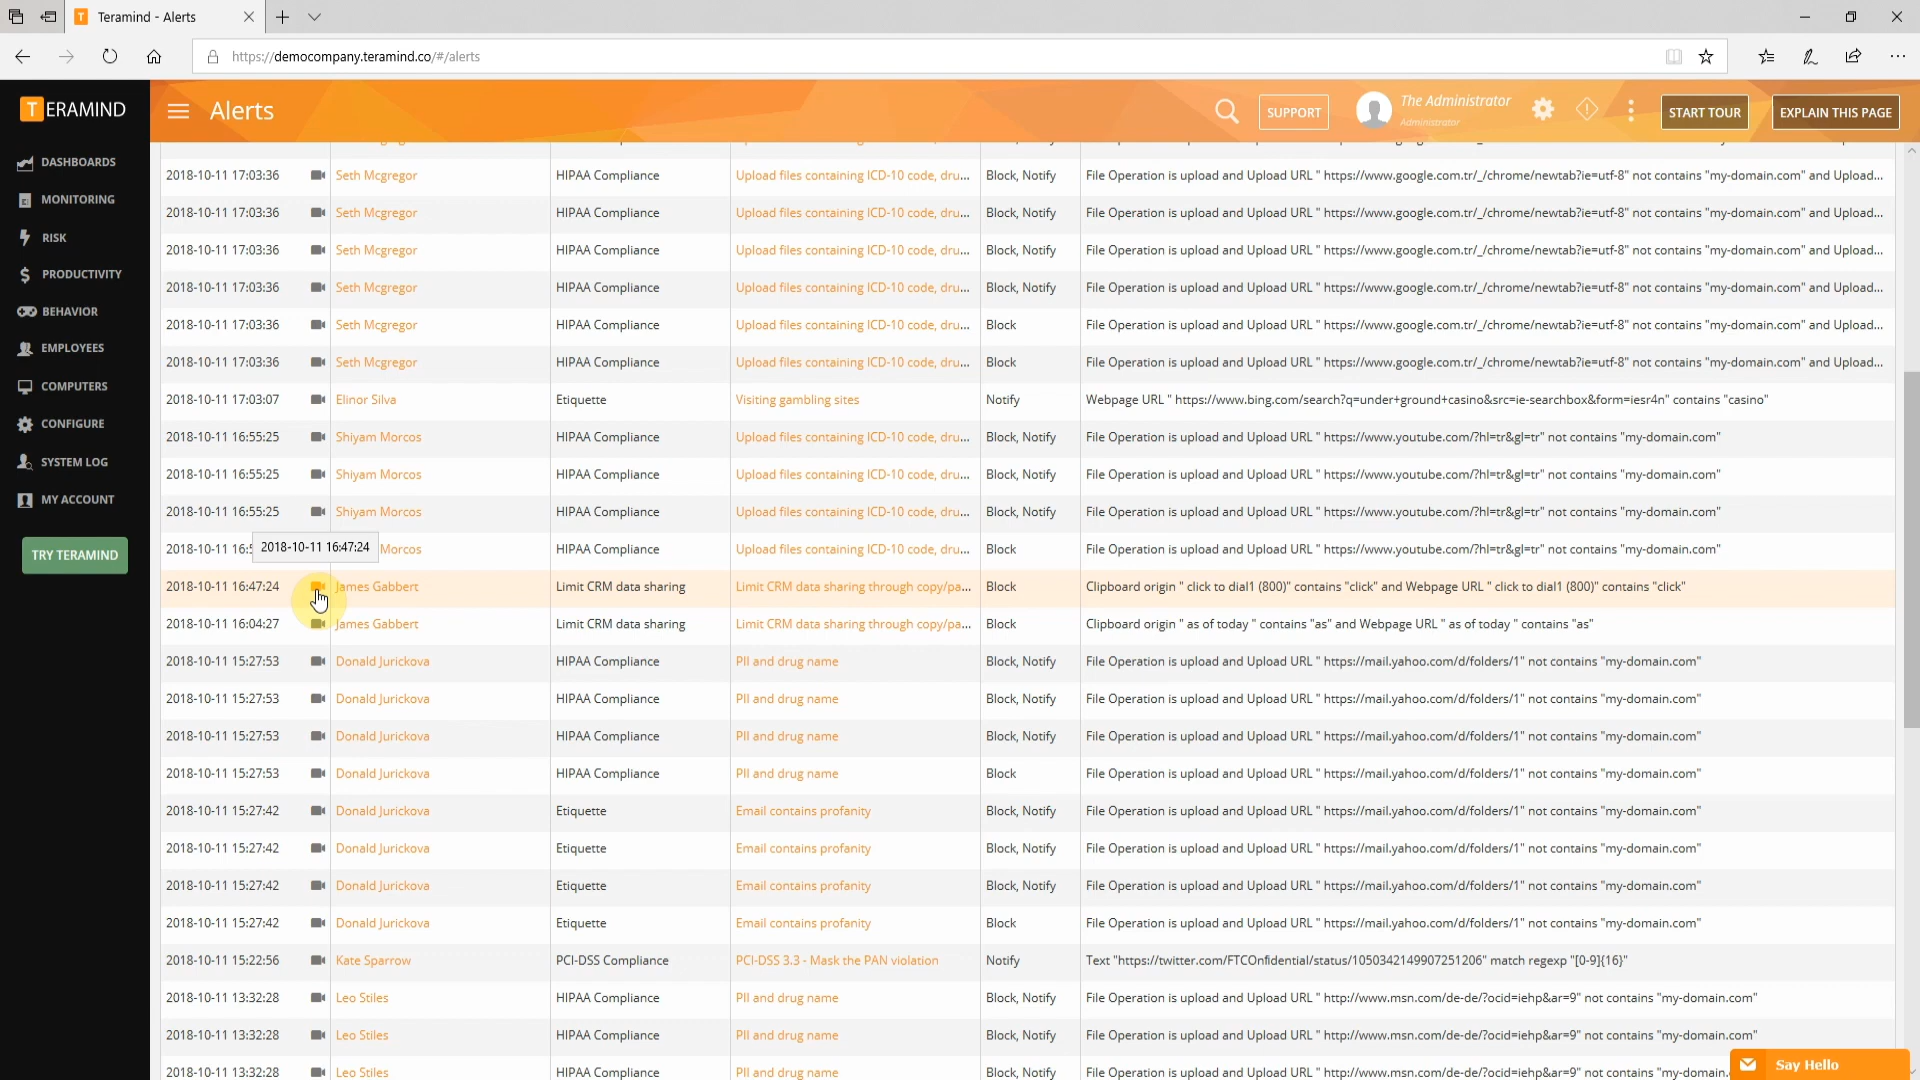 Teramind - Alerts
https://democompany.teramind.co/#/alerts
TERAMIND
Alerts
SUPPORT
The Administrator
Administrator
START TOUR
EXPLAIN THIS PAGE
DASHBOARDS
MONITORING
RISK
PRODUCTIVITY
BEHAVIOR
EMPLOYEES
COMPUTERS
CONFIGURE
SYSTEM LOG
MY ACCOUNT
TRY TERAMIND
2018-10-11 17:03:36 Seth Mcgregor HIPAA Compliance Upload files containing ICD-10 code, dru... Block, Notify File Operation is upload and Upload URL " https://www.google.com.tr/_/chrome/newtab?ie=utf-8" not contains "my-domain.com" and Upload...
2018-10-11 17:03:36 Seth Mcgregor HIPAA Compliance Upload files containing ICD-10 code, dru... Block, Notify File Operation is upload and Upload URL " https://www.google.com.tr/_/chrome/newtab?ie=utf-8" not contains "my-domain.com" and Upload...
2018-10-11 17:03:36 Seth Mcgregor HIPAA Compliance Upload files containing ICD-10 code, dru... Block, Notify File Operation is upload and Upload URL " https://www.google.com.tr/_/chrome/newtab?ie=utf-8" not contains "my-domain.com" and Upload...
2018-10-11 17:03:36 Seth Mcgregor HIPAA Compliance Upload files containing ICD-10 code, dru... Block, Notify File Operation is upload and Upload URL " https://www.google.com.tr/_/chrome/newtab?ie=utf-8" not contains "my-domain.com" and Upload...
2018-10-11 17:03:36 Seth Mcgregor HIPAA Compliance Upload files containing ICD-10 code, dru... Block File Operation is upload and Upload URL " https://www.google.com.tr/_/chrome/newtab?ie=utf-8" not contains "my-domain.com" and Upload...
2018-10-11 17:03:36 Seth Mcgregor HIPAA Compliance Upload files containing ICD-10 code, dru... Block File Operation is upload and Upload URL " https://www.google.com.tr/_/chrome/newtab?ie=utf-8" not contains "my-domain.com" and Upload...
2018-10-11 17:03:07 Elinor Silva Etiquette Visiting gambling sites Notify Webpage URL " https://www.bing.com/search?q=under+ground+casino&src=ie-searchbox&form=iesr4n" contains "casino"
2018-10-11 16:55:25 Shiyam Morcos HIPAA Compliance Upload files containing ICD-10 code, dru... Block, Notify File Operation is upload and Upload URL " https://www.youtube.com/?hl=tr&gl=tr" not contains "my-domain.com"
2018-10-11 16:55:25 Shiyam Morcos HIPAA Compliance Upload files containing ICD-10 code, dru... Block, Notify File Operation is upload and Upload URL " https://www.youtube.com/?hl=tr&gl=tr" not contains "my-domain.com"
2018-10-11 16:55:25 Shiyam Morcos HIPAA Compliance Upload files containing ICD-10 code, dru... Block, Notify File Operation is upload and Upload URL " https://www.youtube.com/?hl=tr&gl=tr" not contains "my-domain.com"
2018-10-11 16:5 2018-10-11 16:47:24 Morcos HIPAA Compliance Upload files containing ICD-10 code, dru... Block File Operation is upload and Upload URL " https://www.youtube.com/?hl=tr&gl=tr" not contains "my-domain.com"
2018-10-11 16:47:24 James Gabbert Limit CRM data sharing Limit CRM data sharing through copy/pa... Block Clipboard origin " click to dial1 (800)" contains "click" and Webpage URL " click to dial1 (800)" contains "click"
2018-10-11 16:04:27 James Gabbert Limit CRM data sharing Limit CRM data sharing through copy/pa... Block Clipboard origin " as of today " contains "as" and Webpage URL " as of today " contains "as"
2018-10-11 15:27:53 Donald Jurickova HIPAA Compliance PII and drug name Block, Notify File Operation is upload and Upload URL " https://mail.yahoo.com/d/folders/1" not contains "my-domain.com"
2018-10-11 15:27:53 Donald Jurickova HIPAA Compliance PII and drug name Block, Notify File Operation is upload and Upload URL " https://mail.yahoo.com/d/folders/1" not contains "my-domain.com"
2018-10-11 15:27:53 Donald Jurickova HIPAA Compliance PII and drug name Block, Notify File Operation is upload and Upload URL " https://mail.yahoo.com/d/folders/1" not contains "my-domain.com"
2018-10-11 15:27:53 Donald Jurickova HIPAA Compliance PII and drug name Block File Operation is upload and Upload URL " https://mail.yahoo.com/d/folders/1" not contains "my-domain.com"
2018-10-11 15:27:42 Donald Jurickova Etiquette Email contains profanity Block, Notify File Operation is upload and Upload URL " https://mail.yahoo.com/d/folders/1" not contains "my-domain.com"
2018-10-11 15:27:42 Donald Jurickova Etiquette Email contains profanity Block, Notify File Operation is upload and Upload URL " https://mail.yahoo.com/d/folders/1" not contains "my-domain.com"
2018-10-11 15:27:42 Donald Jurickova Etiquette Email contains profanity Block, Notify File Operation is upload and Upload URL " https://mail.yahoo.com/d/folders/1" not contains "my-domain.com"
2018-10-11 15:27:42 Donald Jurickova Etiquette Email contains profanity Block File Operation is upload and Upload URL " https://mail.yahoo.com/d/folders/1" not contains "my-domain.com"
2018-10-11 15:22:56 Kate Sparrow PCI-DSS Compliance PCI-DSS 3.3 - Mask the PAN violation Notify Text "https://twitter.com/FTCOnfidential/status/1050342149907251206" match regexp "[0-9]{16}"
2018-10-11 13:32:28 Leo Stiles HIPAA Compliance PII and drug name Block, Notify File Operation is upload and Upload URL " http://www.msn.com/de-de/?ocid=iehp&ar=9" not contains "my-domain.com"
2018-10-11 13:32:28 Leo Stiles HIPAA Compliance PII and drug name Block, Notify File Operation is upload and Upload URL " http://www.msn.com/de-de/?ocid=iehp&ar=9" not contains "my-domain.com"
2018-10-11 13:32:28 Leo Stiles HIPAA Compliance PII and drug name Block, Notify File Operation is upload and Upload URL " http://www.msn.com/de-de/?ocid=iehp&ar=9" not contains "my-domain.
Say Hello